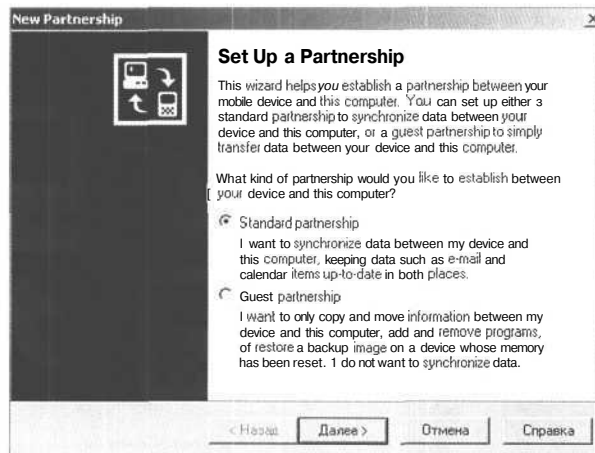 New Partnership
Set Up a Partnership
This wizard helps you establish a partnership between your
mobile device and this computer. You can set up either з
standard partnership to synchronize data between your
device and this computer, or a guest partnership to simply
transfer data between your device and this computer.
What kind of partnership would you like to establish between
[ your device and this computer?
Standard partnership
I want to synchronize data between my device and
this computer, keeping data such as e-mail and
calendar items up-to-date in both places.
Guest partnership
I want to only copy and move information between my
device and this computer, add and remove programs,
of restore a backup image on a device whose memory
has been reset. 1 do not want to synchronize data.
< Назад Далее > Отмена Справка